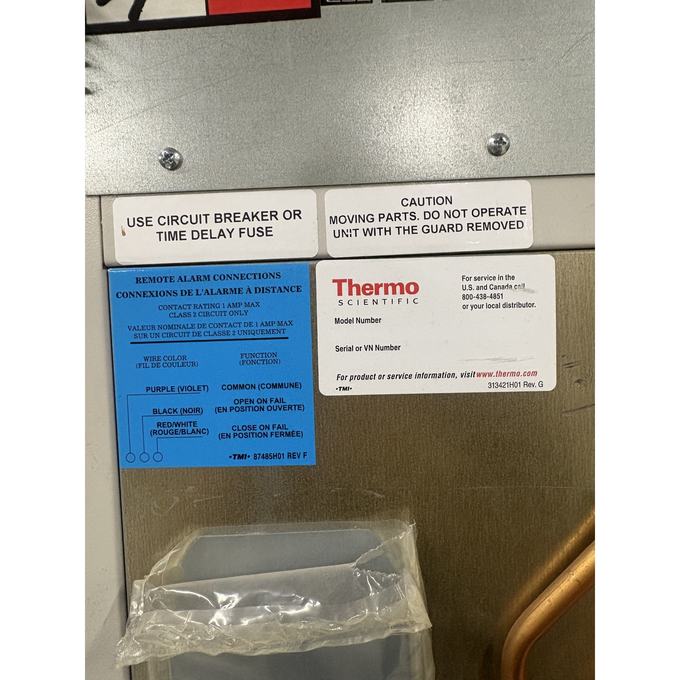 USE CIRCUIT BREAKER OR
TIME DELAY FUSE
CAUTION
MOVING PARTS. DO NOT OPERATE
UNIT WITH THE GUARD REMOVED
REMOTE ALARM CONNECTIONS
CONNEXIONS DE L'ALARME À DISTANCE
CONTACT RATING 1 AMP MAX
CLASS 2 CIRCUIT ONLY
VALEUR NOMINALE DE CONTACT DE 1 AMP MAX
SUR UN CIRCUIT DE CLASSE 2 UNIQUEMENT
WIRE COLOR
(FIL DE COULEUR)
FUNCTION
(FONCTION)
PURPLE (VIOLET)
COMMON (COMMUNE)
BLACK (NOIR)
OPEN ON FAIL
(EN POSITION OUVERTE)
RED/WHITE
(ROUGE/BLANC)
CLOSE ON FAIL
(EN POSITION FERMÉE)
•TMI• 87485H01 REV F
Thermo
SCIENTIFIC
For service in the
U.S. and Canada call
800-438-4851
or your local distributor.
Model Number
Serial or VN Number
For product or service information, visit www.thermo.com
•TMI•
313421H01 Rev. G